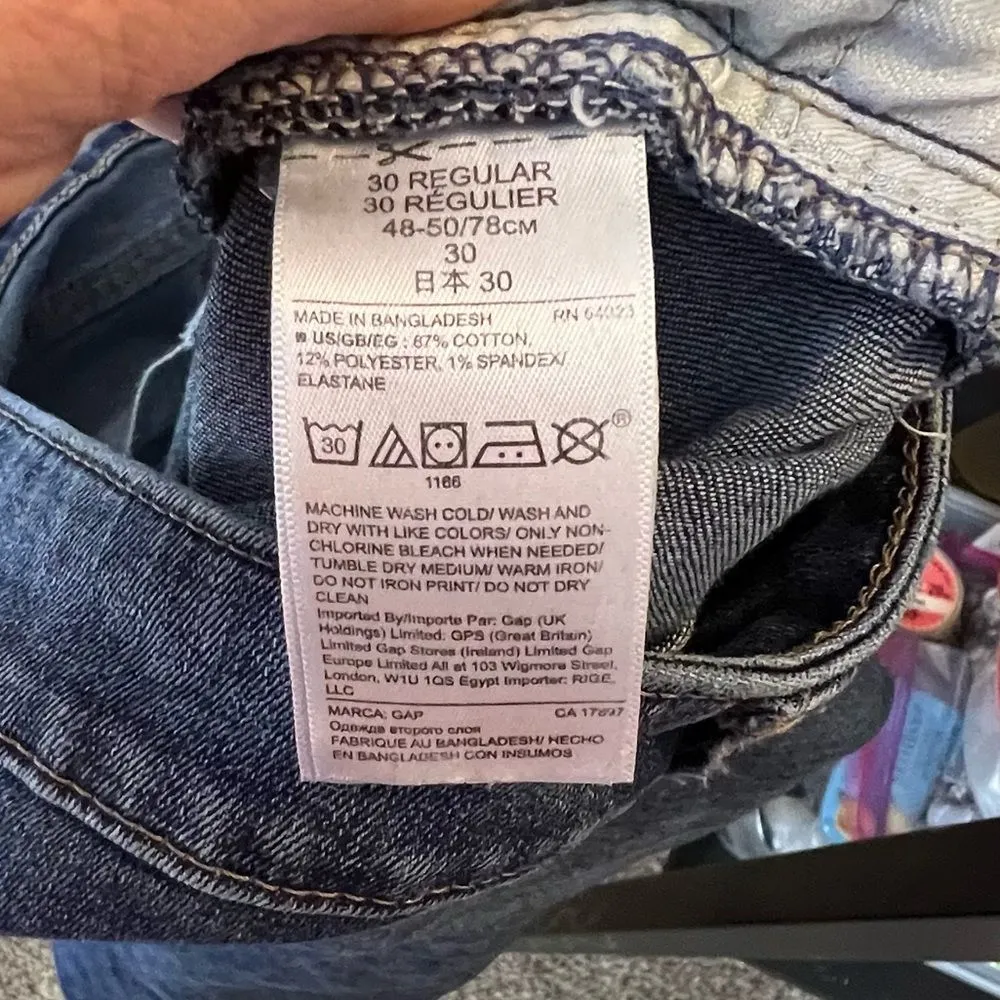 30 REGULAR
30 RÉGULIER
48-50/78CM
30
日本 30
MADE IN BANGLADESH RN 64023
US/GB/EG : 87% COTTON,
12% POLYESTER, 1% SPANDEX/
ELASTANE
30
®
1166
MACHINE WASH COLD/ WASH AND
DRY WITH LIKE COLORS/ ONLY NON-
CHLORINE BLEACH WHEN NEEDED/
TUMBLE DRY MEDIUM/ WARM IRON/
DO NOT IRON PRINT/ DO NOT DRY
CLEAN
Imported By/Importe Par: Gap (UK
Holdings) Limited: GPS (Great Britain)
Limited Gap Stores (Ireland) Limited Gap
Europe Limited All at 103 Wigmore Street,
London, W1U 1QS Egypt Importer: RIGE,
LLC
MARCA: GAP CA 17897
Одежда второго слоя
FABRIQUE AU BANGLADESH/ HECHO
EN BANGLADESH CON INSUMOS